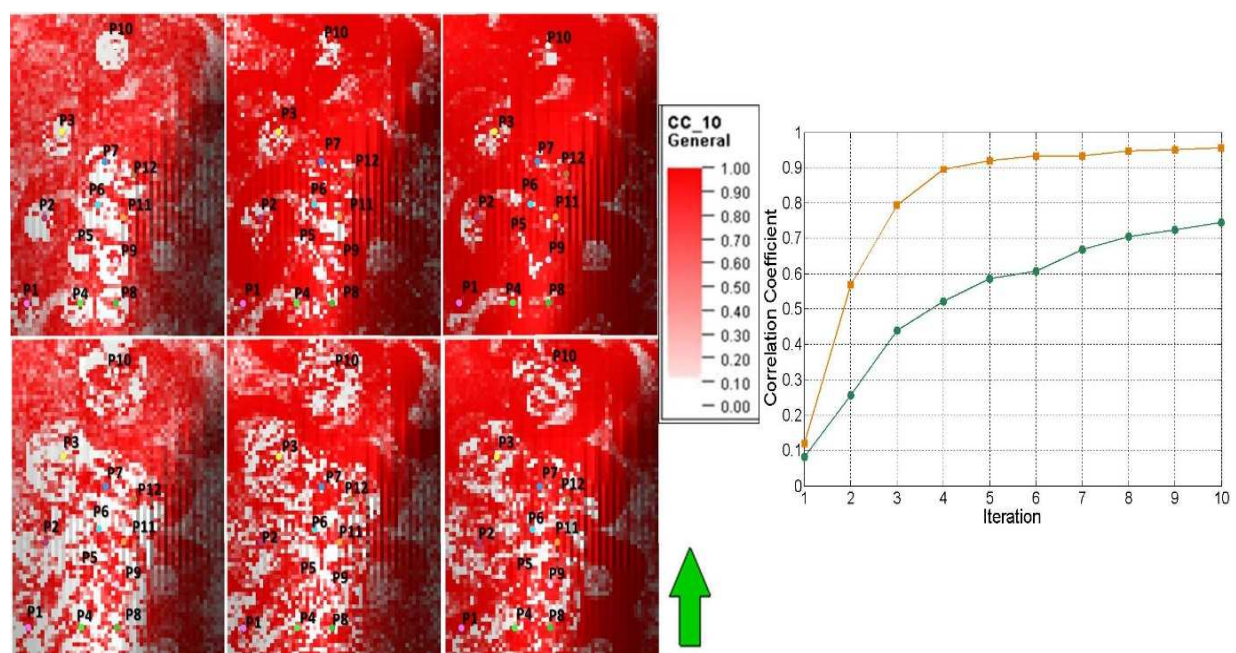 P10
P3
P7
P12
P6
P2
P11
P5
P9
P1
P4
P8
P10
P3
P7
P12
P6
P2
P11
P5
P9
P1
P4
P8
P10
P3
P7
P12
P6
P2
P11
P5
P9
P1
P4
P8
P10
P3
P7
P12
P6
P2
P11
P5
P9
P1
P4
P8
P10
P3
P7
P12
P6
P2
P11
P5
P9
P1
P4
P8
P10
P3
P7
P12
P6
P2
P11
P5
P9
P1
P4
P8
CC_10
General
1.00
0.90
0.80
0.70
0.60
0.50
0.40
0.30
0.20
0.10
0.00
Correlation Coefficient
1
0.9
0.8
0.7
0.6
0.5
0.4
0.3
0.2
0.1
0
1 2 3 4 5 6 7 8 9 10
Iteration